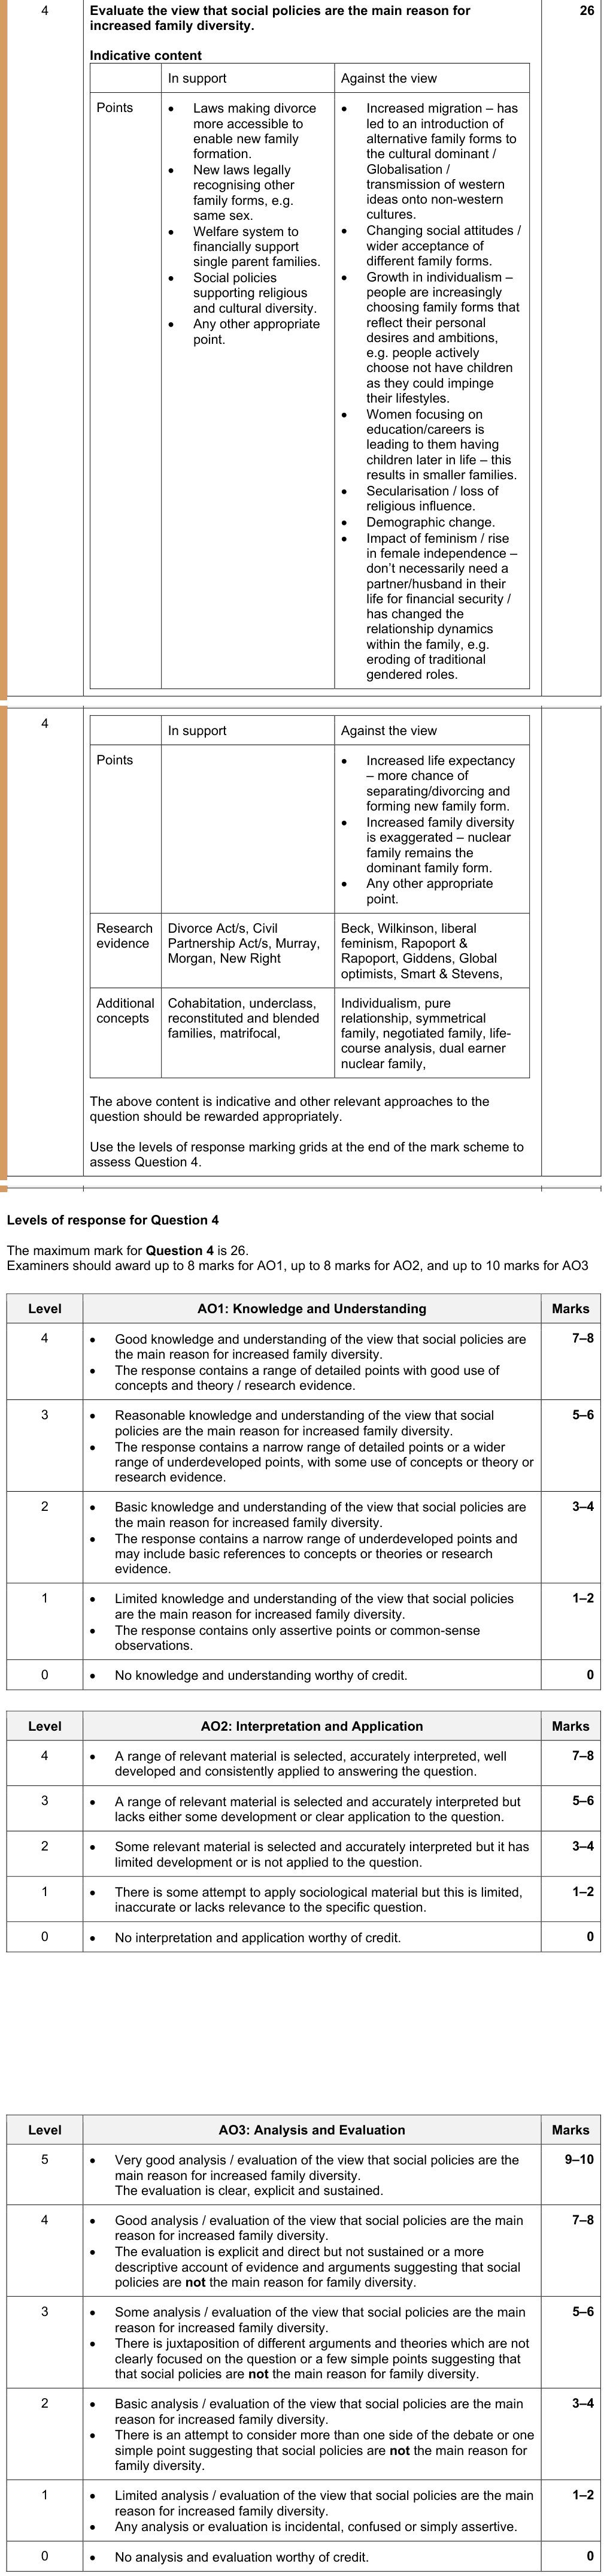 4
Evaluate the view that social policies are the main reason for
increased family diversity.
26
Indicative content
In support
Against the view
Points
• Laws making divorce
more accessible to
enable new family
formation.
• New laws legally
recognising other
family forms, e.g.
same sex.
• Welfare system to
financially support
single parent families.
• Social policies
supporting religious
and cultural diversity.
• Any other appropriate
point.
• Increased migration – has
led to an introduction of
alternative family forms to
the cultural dominant /
Globalisation /
transmission of western
ideas onto non-western
cultures.
• Changing social attitudes /
wider acceptance of
different family forms.
• Growth in individualism –
people are increasingly
choosing family forms that
reflect their personal
desires and ambitions,
e.g. people actively
choose not have children
as they could impinge
their lifestyles.
• Women focusing on
education/careers is
leading to them having
children later in life – this
results in smaller families.
• Secularisation / loss of
religious influence.
• Demographic change.
• Impact of feminism / rise
in female independence –
don't necessarily need a
partner/husband in their
life for financial security /
has changed the
relationship dynamics
within the family, e.g.
eroding of traditional
gendered roles.
4
In support
Against the view
Points
• Increased life expectancy
– more chance of
separating/divorcing and
forming new family form.
• Increased family diversity
is exaggerated – nuclear
family remains the
dominant family form.
• Any other appropriate
point.
Research
evidence
Divorce Act/s, Civil
Partnership Act/s, Murray,
Morgan, New Right
Beck, Wilkinson, liberal
feminism, Rapoport &
Rapoport, Giddens, Global
optimists, Smart & Stevens,
Additional
concepts
Cohabitation, underclass,
reconstituted and blended
families, matrifocal,
Individualism, pure
relationship, symmetrical
family, negotiated family, life-
course analysis, dual earner
nuclear family,
The above content is indicative and other relevant approaches to the
question should be rewarded appropriately.
Use the levels of response marking grids at the end of the mark scheme to
assess Question 4.
Levels of response for Question 4
The maximum mark for Question 4 is 26.
Examiners should award up to 8 marks for AO1, up to 8 marks for AO2, and up to 10 marks for AO3
Level AO1: Knowledge and Understanding Marks
4 • Good knowledge and understanding of the view that social policies are 7–8
the main reason for increased family diversity.
• The response contains a range of detailed points with good use of
concepts and theory / research evidence.
3 • Reasonable knowledge and understanding of the view that social 5–6
policies are the main reason for increased family diversity.
• The response contains a narrow range of detailed points or a wider
range of underdeveloped points, with some use of concepts or theory or
research evidence.
2 • Basic knowledge and understanding of the view that social policies are 3–4
the main reason for increased family diversity.
• The response contains a narrow range of underdeveloped points and
may include basic references to concepts or theories or research
evidence.
1 • Limited knowledge and understanding of the view that social policies 1–2
are the main reason for increased family diversity.
• The response contains only assertive points or common-sense
observations.
0 • No knowledge and understanding worthy of credit. 0
Level AO2: Interpretation and Application Marks
4 • A range of relevant material is selected, accurately interpreted, well 7–8
developed and consistently applied to answering the question.
3 • A range of relevant material is selected and accurately interpreted but 5–6
lacks either some development or clear application to the question.
2 • Some relevant material is selected and accurately interpreted but it has 3–4
limited development or is not applied to the question.
1 • There is some attempt to apply sociological material but this is limited, 1–2
inaccurate or lacks relevance to the specific question.
0 • No interpretation and application worthy of credit. 0
Level AO3: Analysis and Evaluation Marks
5 • Very good analysis / evaluation of the view that social policies are the 9–10
main reason for increased family diversity.
The evaluation is clear, explicit and sustained.
4 • Good analysis / evaluation of the view that social policies are the main 7–8
reason for increased family diversity.
• The evaluation is explicit and direct but not sustained or a more
descriptive account of evidence and arguments suggesting that social
policies are not the main reason for family diversity.
3 • Some analysis / evaluation of the view that social policies are the main 5–6
reason for increased family diversity.
• There is juxtaposition of different arguments and theories which are not
clearly focused on the question or a few simple points suggesting that
that social policies are not the main reason for family diversity.
2 • Basic analysis / evaluation of the view that social policies are the main 3–4
reason for increased family diversity.
• There is an attempt to consider more than one side of the debate or one
simple point suggesting that social policies are not the main reason for
family diversity.
1 • Limited analysis / evaluation of the view that social policies are the main 1–2
reason for increased family diversity.
• Any analysis or evaluation is incidental, confused or simply assertive.
0 • No analysis and evaluation worthy of credit. 0